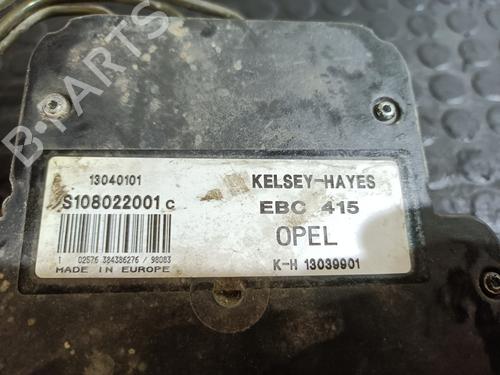 B-PARTS
13040101
S108022001 C
1 02576 384386276 / 98083
MADE IN EUROPE
KELSEY-HAYES
EBC 415
OPEL
K-H 13039901